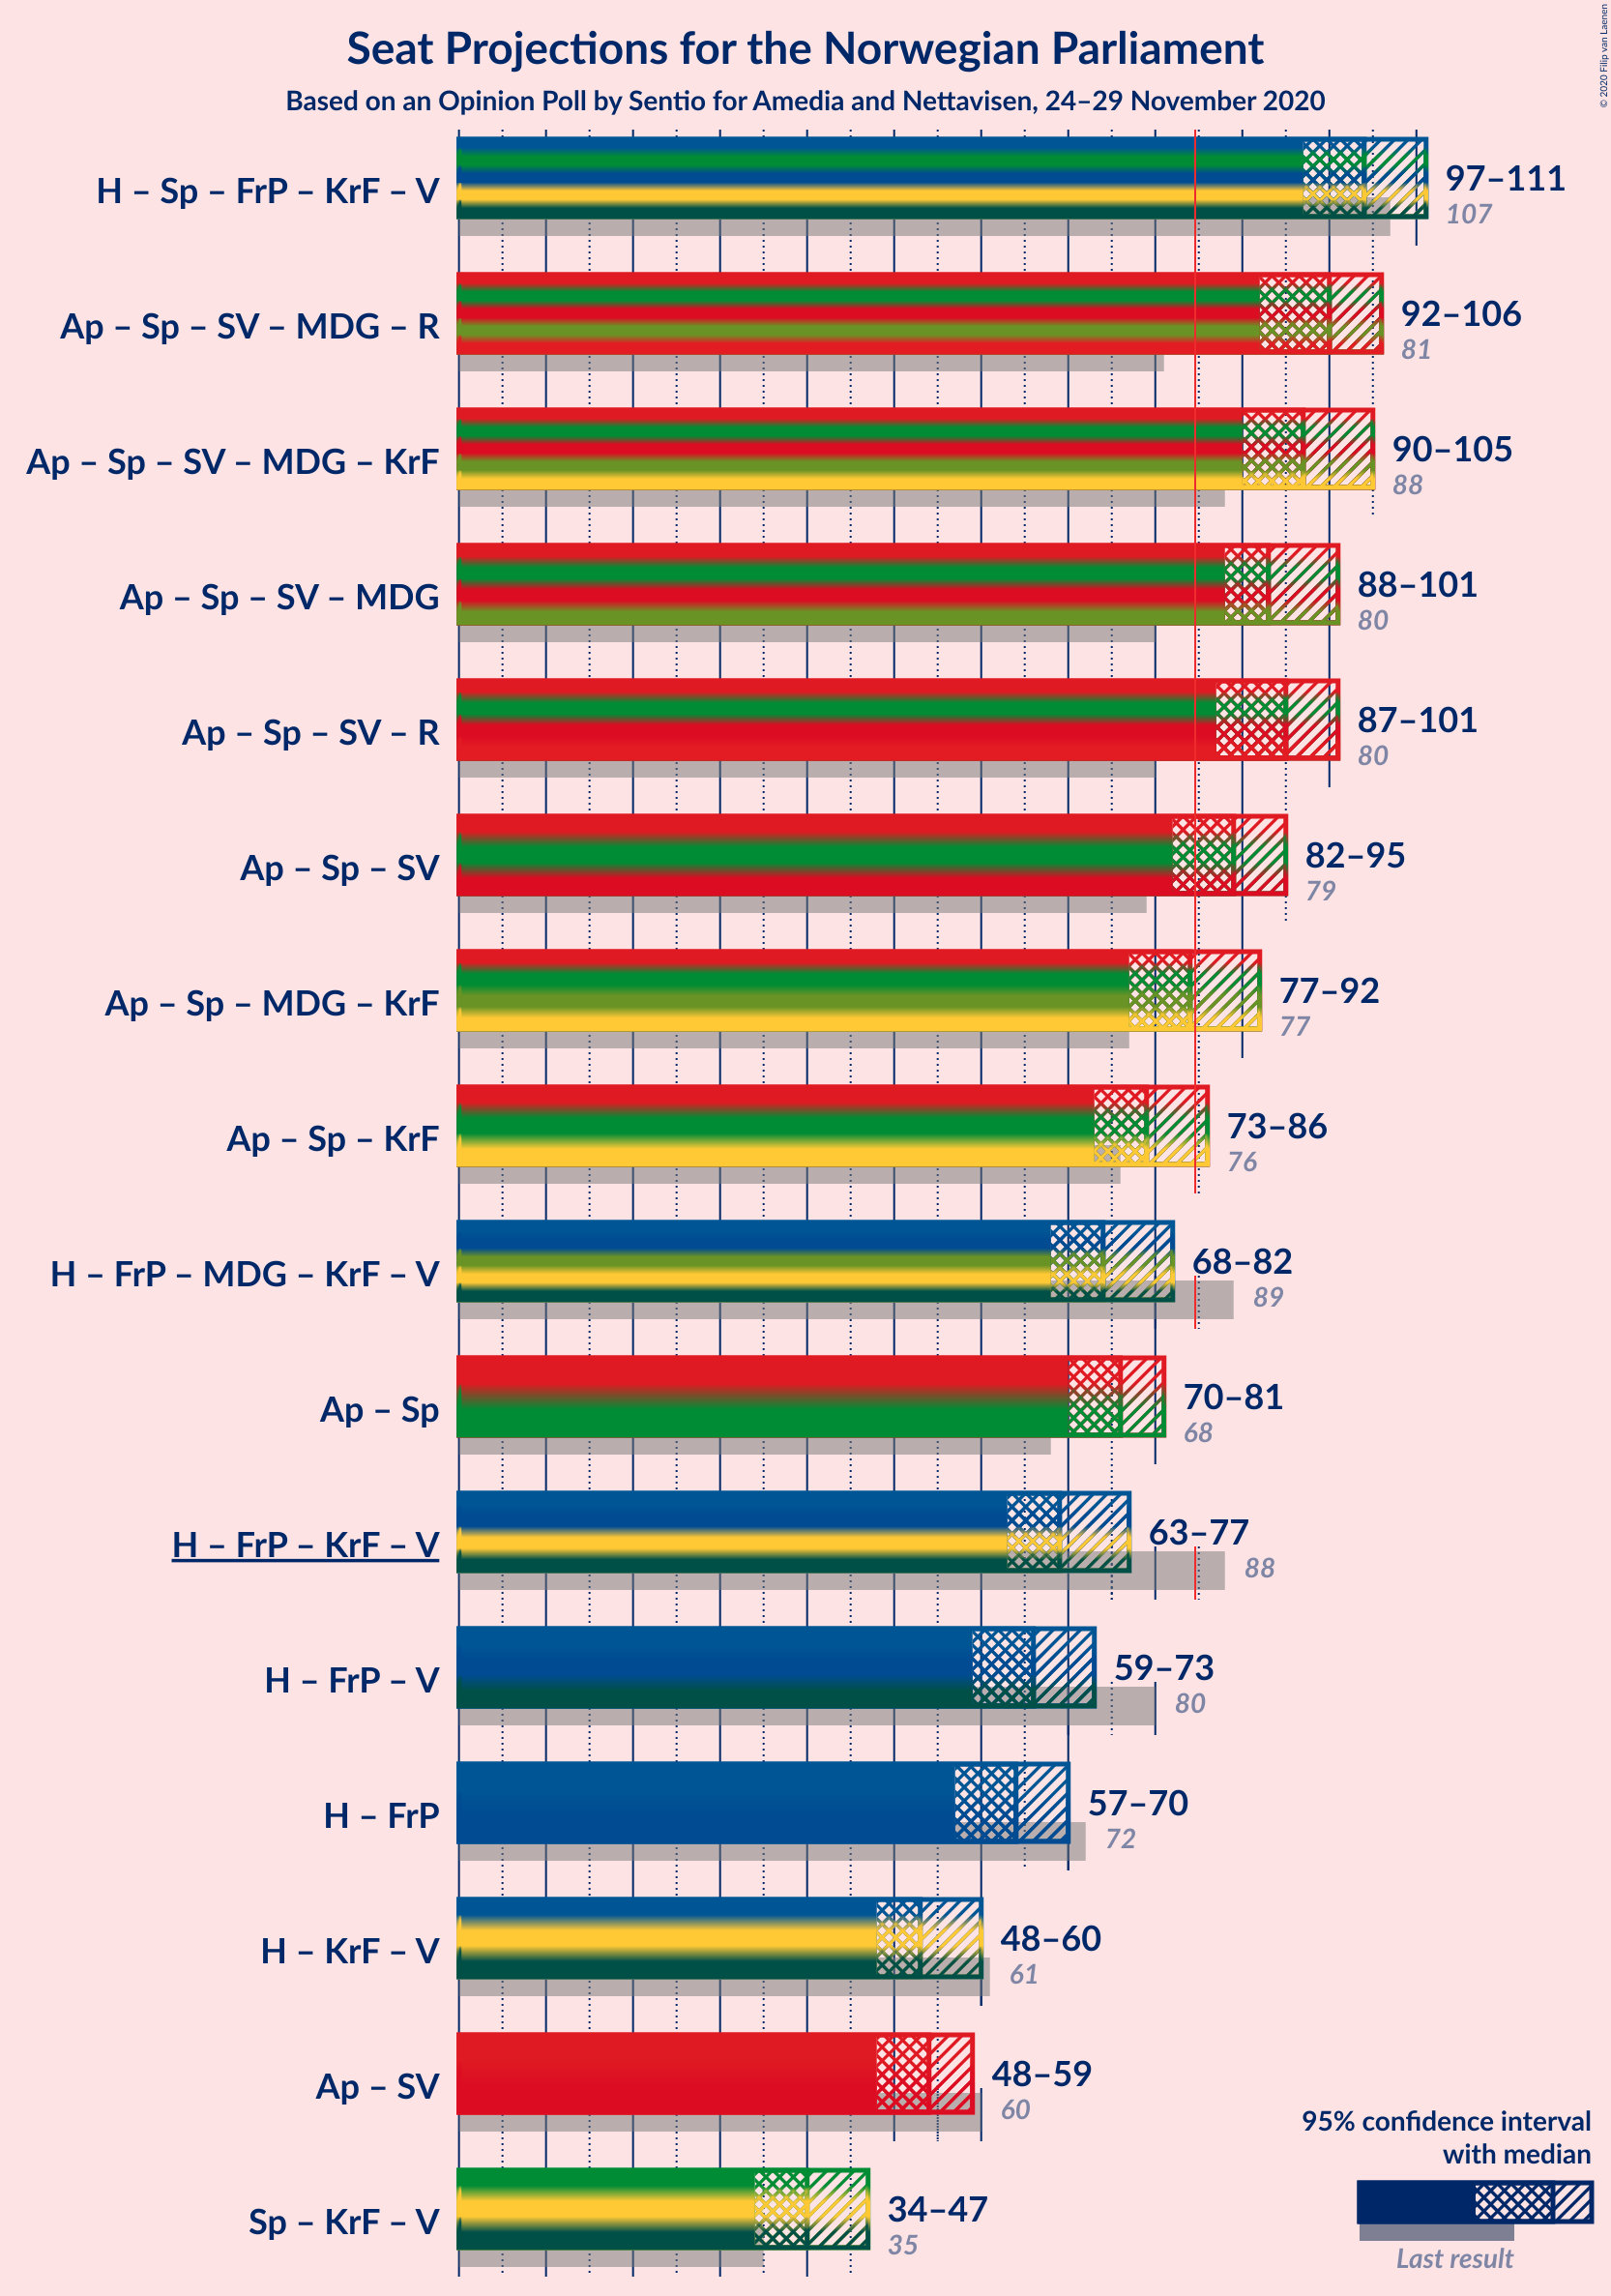 © 2020 Filip van Laenen
Seat Projections for the Norwegian Parliament
Based on an Opinion Poll by Sentio for Amedia and Nettavisen, 24–29 November 2020
H – Sp – FrP – KrF – V
97–111
107
Ap – Sp – SV – MDG – R
92–106
81
Ap – Sp – SV – MDG – KrF
90–105
88
Ap – Sp – SV – MDG
88–101
80
Ap – Sp – SV – R
87–101
80
Ap – Sp – SV
82–95
79
Ap – Sp – MDG – KrF
77–92
77
Ap – Sp – KrF
73–86
76
H – FrP – MDG – KrF – V
68–82
89
Ap – Sp
70–81
68
H – FrP – KrF – V
63–77
88
H – FrP – V
59–73
80
H – FrP
57–70
72
H – KrF – V
48–60
61
Ap – SV
48–59
60
Sp – KrF – V
34–47
35
95% confidence interval
with median
Last result